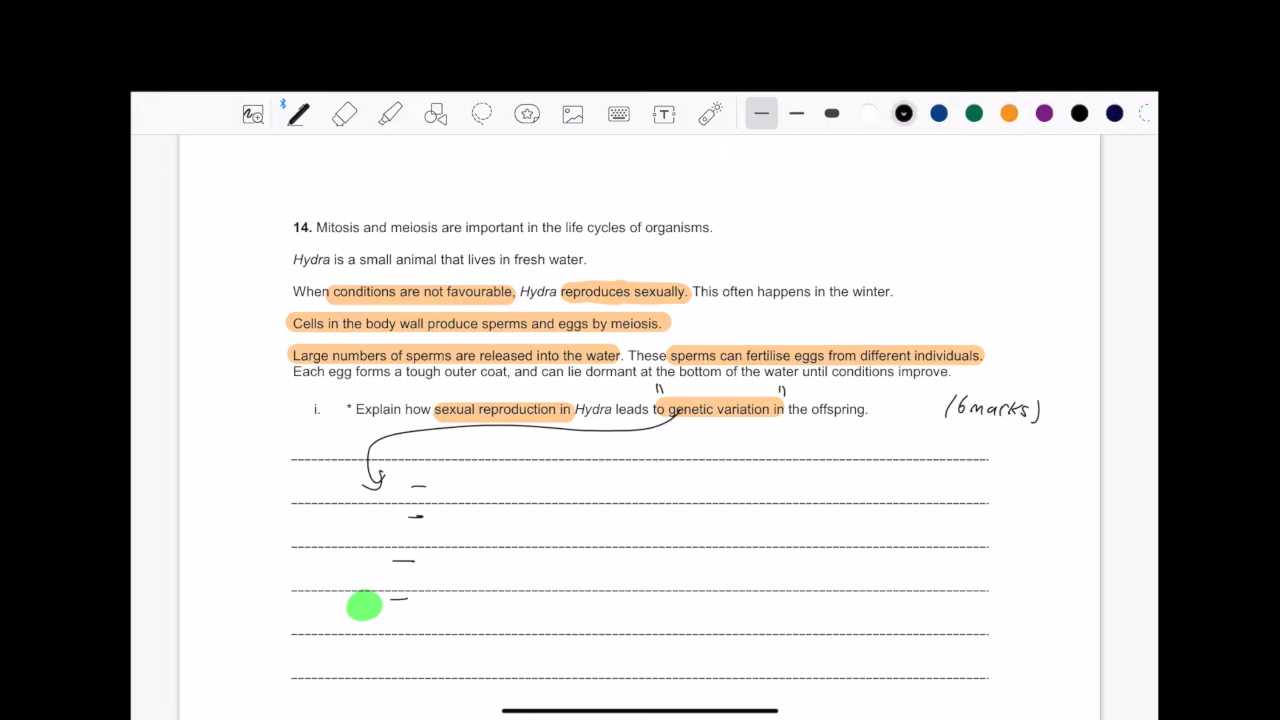 14. Mitosis and meiosis are important in the life cycles of organisms.
Hydra is a small animal that lives in fresh water.
When conditions are not favourable, Hydra reproduces sexually. This often happens in the winter.
Cells in the body wall produce sperms and eggs by meiosis.
Large numbers of sperms are released into the water. These sperms can fertilise eggs from different individuals.
Each egg forms a tough outer coat, and can lie dormant at the bottom of the water until conditions improve.
i. * Explain how sexual reproduction in Hydra leads to genetic variation in the offspring. (6 marks)